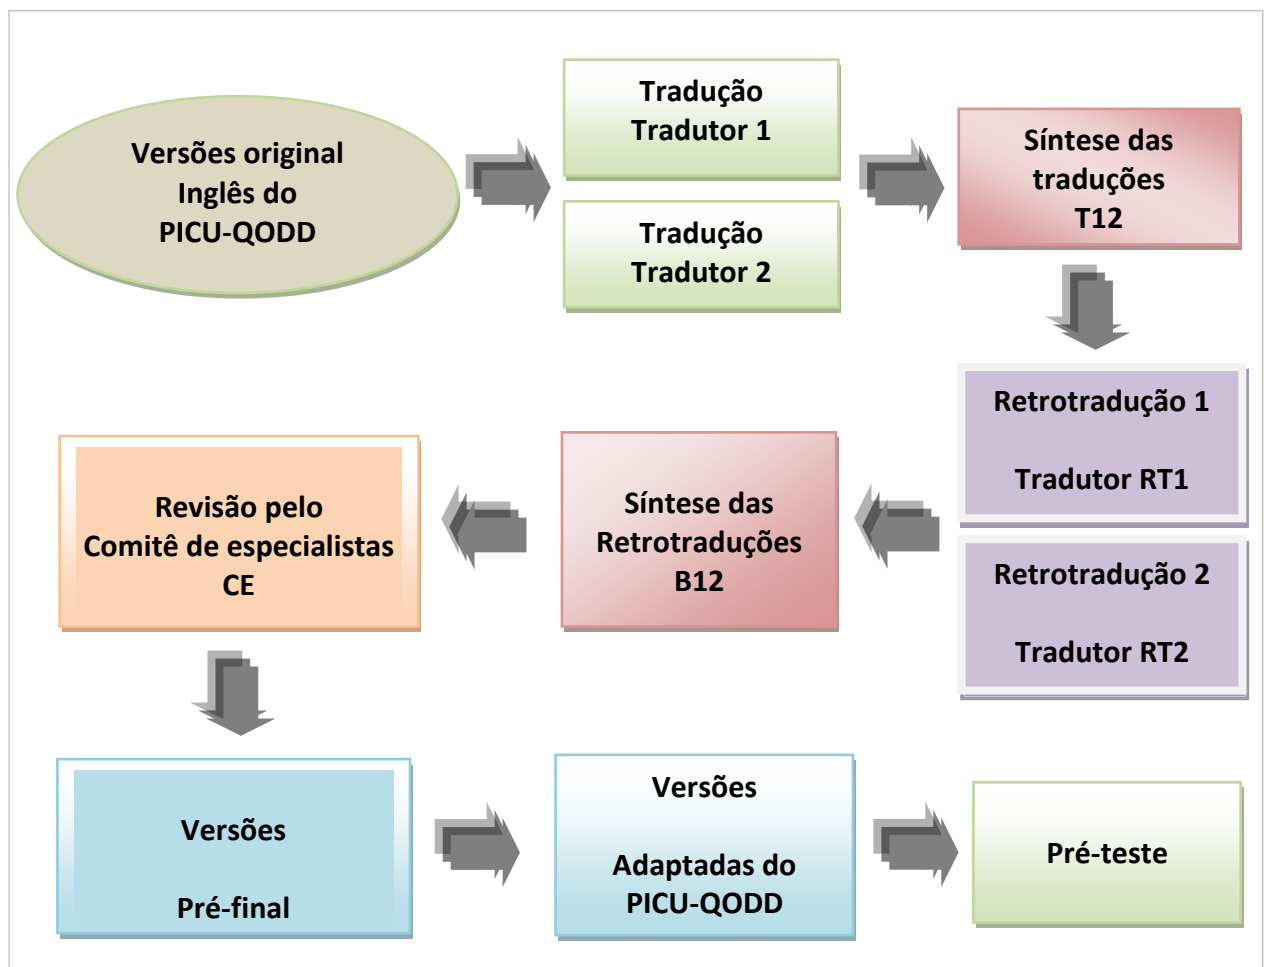 Versões original
Inglês do
PICU-QODD
Tradução
Tradutor 1
Tradução
Tradutor 2
Síntese das
traduções
T12
Retrotradução 1
Tradutor RT1
Retrotradução 2
Tradutor RT2
Síntese das
Retrotraduções
B12
Revisão pelo
Comitê de especialistas
CE
Versões
Pré-final
Versões
Adaptadas do
PICU-QODD
Pré-teste